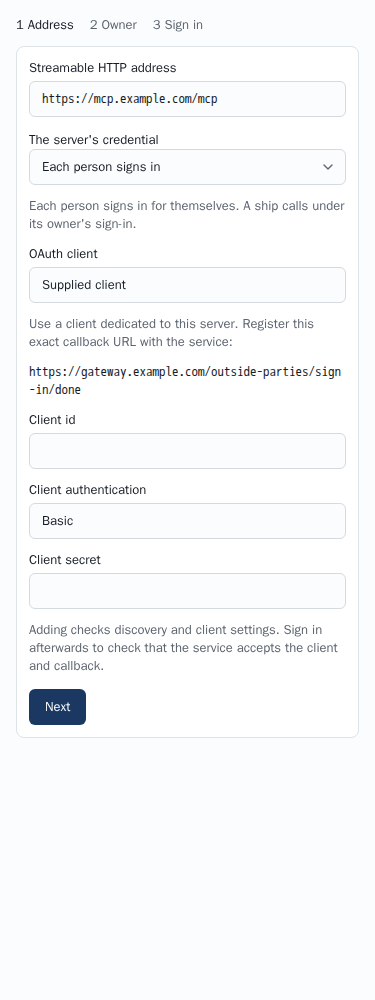 1 Address 2 Owner 3 Sign in
Streamable HTTP address
https://mcp.example.com/mcp
The server's credential
Each person signs in
Each person signs in for themselves. A ship calls under
its owner's sign-in.
OAuth client
Supplied client
Use a client dedicated to this server. Register this
exact callback URL with the service:
https://gateway.example.com/outside-parties/sign
-in/done
Client id
Client authentication
Basic
Client secret
Adding checks discovery and client settings. Sign in
afterwards to check that the service accepts the client
and callback.
Next